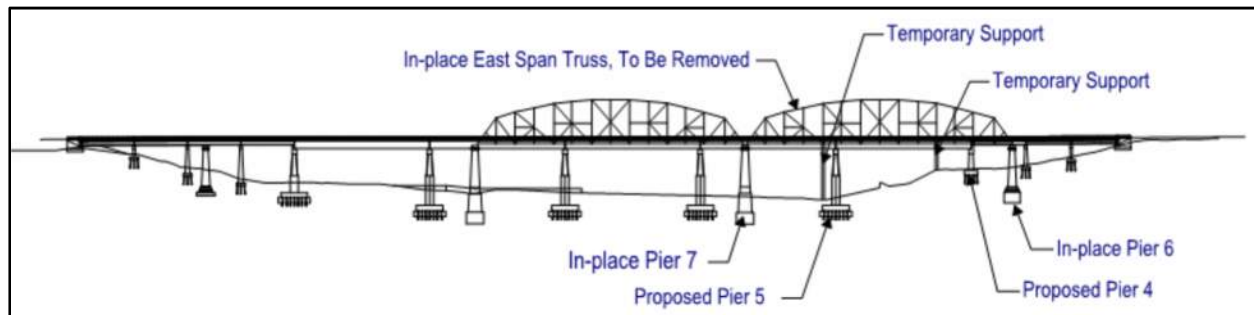 Temporary Support
In-place East Span Truss, To Be Removed
Temporary Support
In-place Pier 7
In-place Pier 6
Proposed Pier 5
Proposed Pier 4